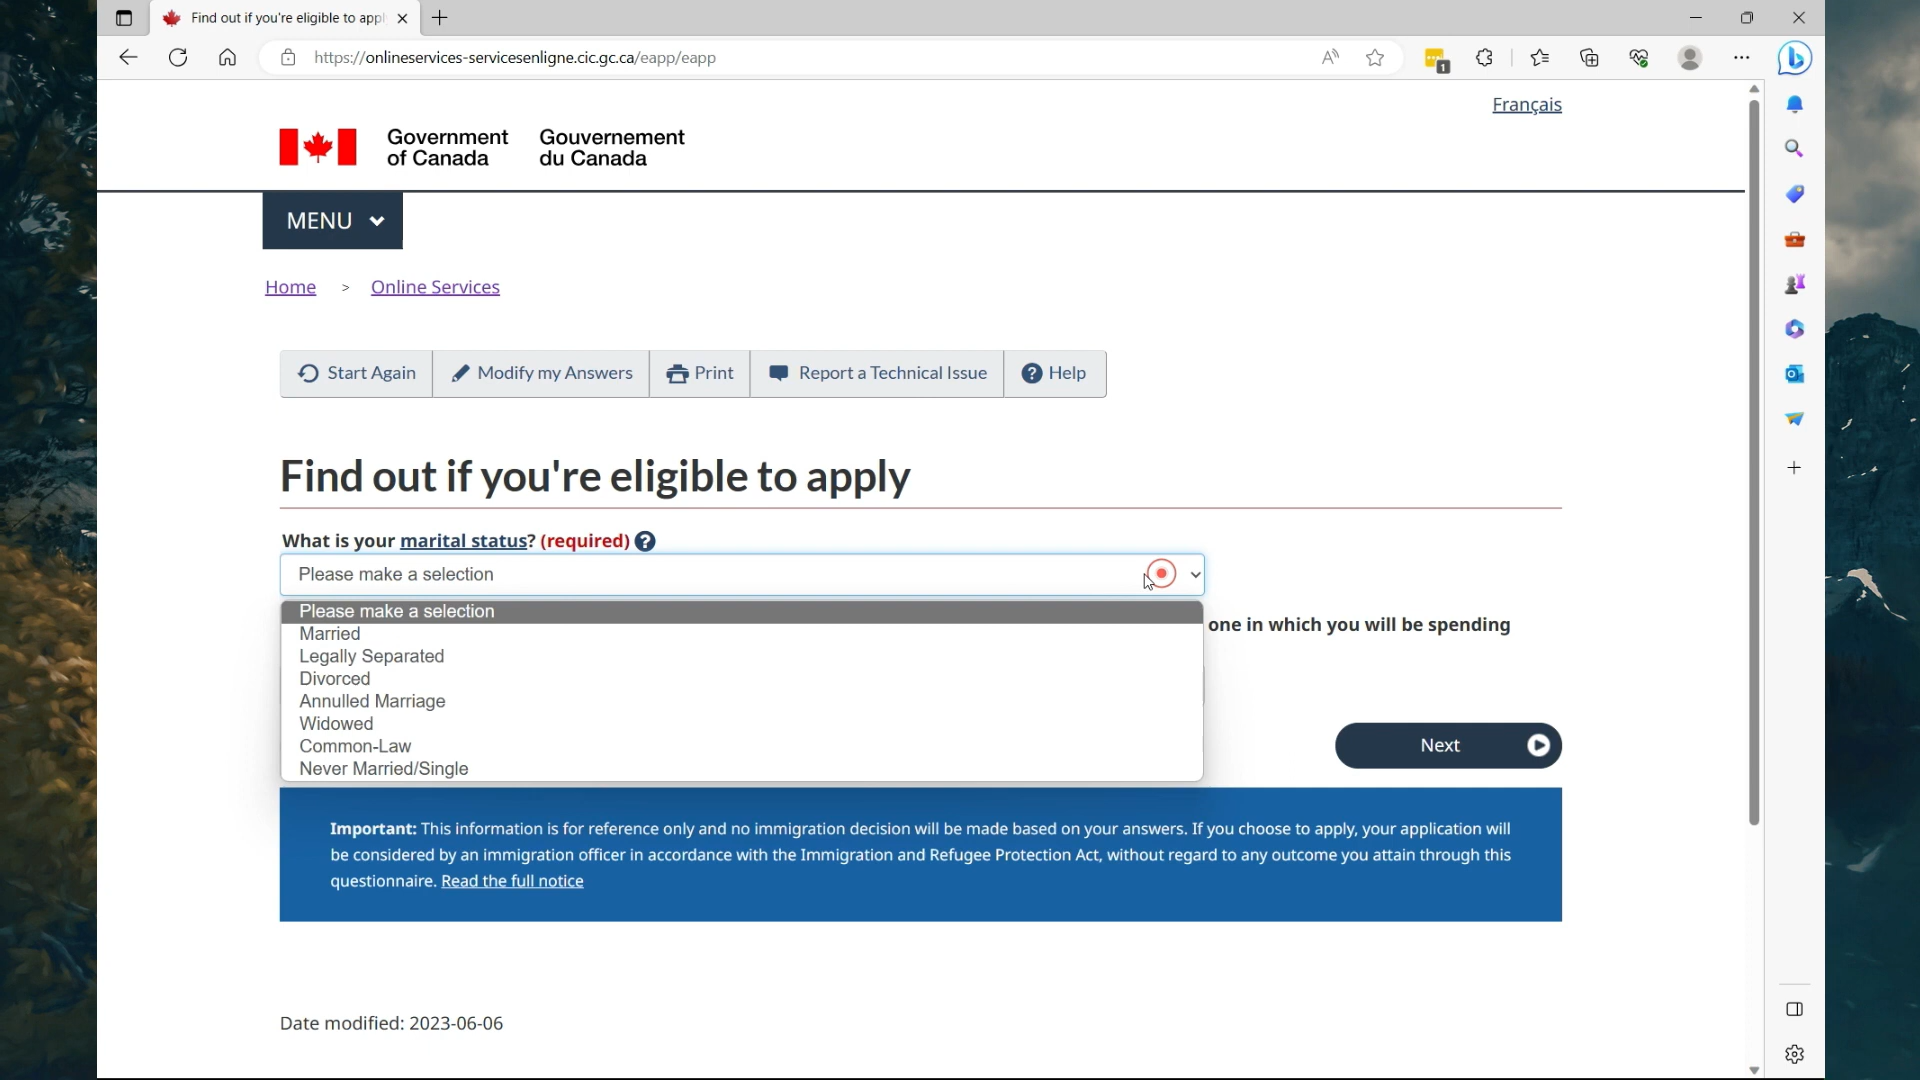 Find out if you're eligible to appl
https://onlineservices-servicesenligne.cic.gc.ca/eapp/eapp
1
Français
Government
of Canada
Gouvernement
du Canada
MENU
Home > Online Services
Start Again
Modify my Answers
Print
Report a Technical Issue
Help
Find out if you're eligible to apply
What is your marital status? (required)
Please make a selection
Please make a selection
one in which you will be spending
Married
Legally Separated
Divorced
Annulled Marriage
Widowed
Common-Law
Never Married/Single
Next
Important: This information is for reference only and no immigration decision will be made based on your answers. If you choose to apply, your application will
be considered by an immigration officer in accordance with the Immigration and Refugee Protection Act, without regard to any outcome you attain through this
questionnaire. Read the full notice
Date modified: 2023-06-06